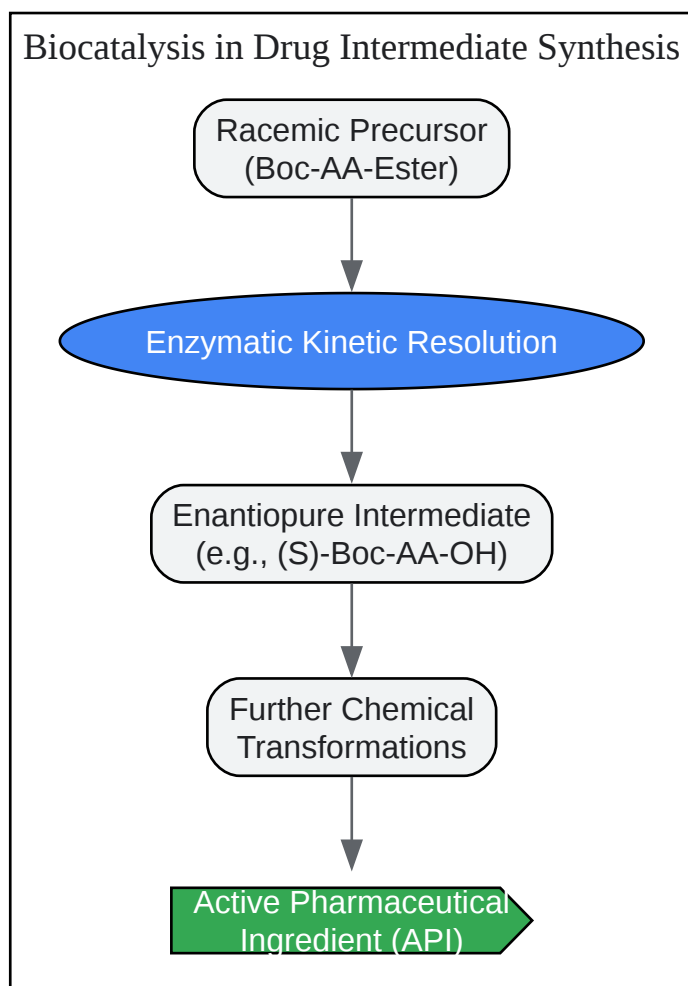 Biocatalysis in Drug Intermediate Synthesis
Racemic Precursor
(Boc-AA-Ester)
Enzymatic Kinetic Resolution
Enantiopure Intermediate
(e.g., (S)-Boc-AA-OH)
Further Chemical
Transformations
Active Pharmaceutical
Ingredient (API)